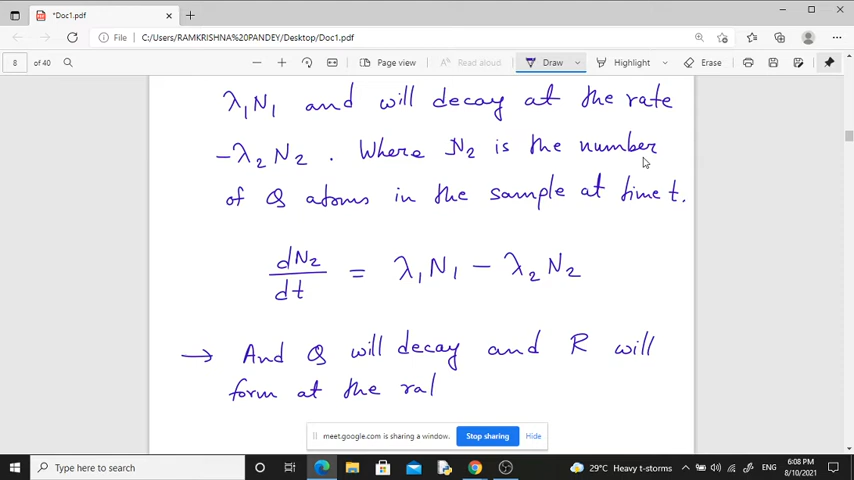 *Doc1.pdf
File C:/Users/RAMKRISHNA%20PANDEY/Desktop/Doc1.pdf
8 of 40 Page view Read aloud Draw Highlight Erase
λ₁N₁ and will decay at the rate
-λ₂N₂. Where N₂ is the number
of Q atoms in the sample at time t.
dN₂/dt = λ₁N₁ - λ₂N₂
→ And Q will decay and R will
form at the ral
meet.google.com is sharing a window. Stop sharing Hide
Type here to search 29°C Heavy t-storms ENG 6:08 PM
8/10/2021